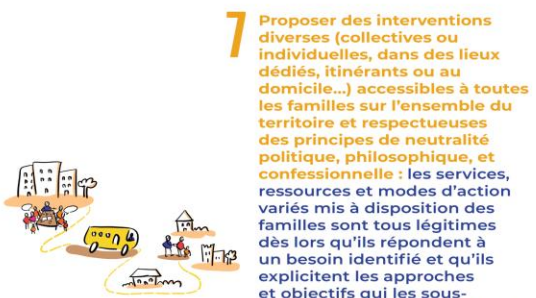 7
Proposer des interventions
diverses (collectives ou
individuelles, dans des lieux
dédiés, itinérants ou au
domicile...) accessibles à toutes
les familles sur l'ensemble du
territoire et respectueuses
des principes de neutralité
politique, philosophique, et
confessionnelle : les services,
ressources et modes d'action
variés mis à disposition des
familles sont tous légitimes
dès lors qu'ils répondent à
un besoin identifié et qu'ils
explicitent les approches
et objectifs qui les sous-